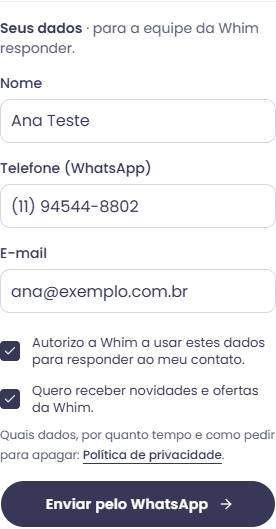 Seus dados · para a equipe da Whim
responder.
Nome
Ana Teste
Telefone (WhatsApp)
(11) 94544-8802
E-mail
ana@exemplo.com.br
Autorizo a Whim a usar estes dados
para responder ao meu contato.
Quero receber novidades e ofertas
da Whim.
Quais dados, por quanto tempo e como pedir
para apagar: Política de privacidade.
Enviar pelo WhatsApp →